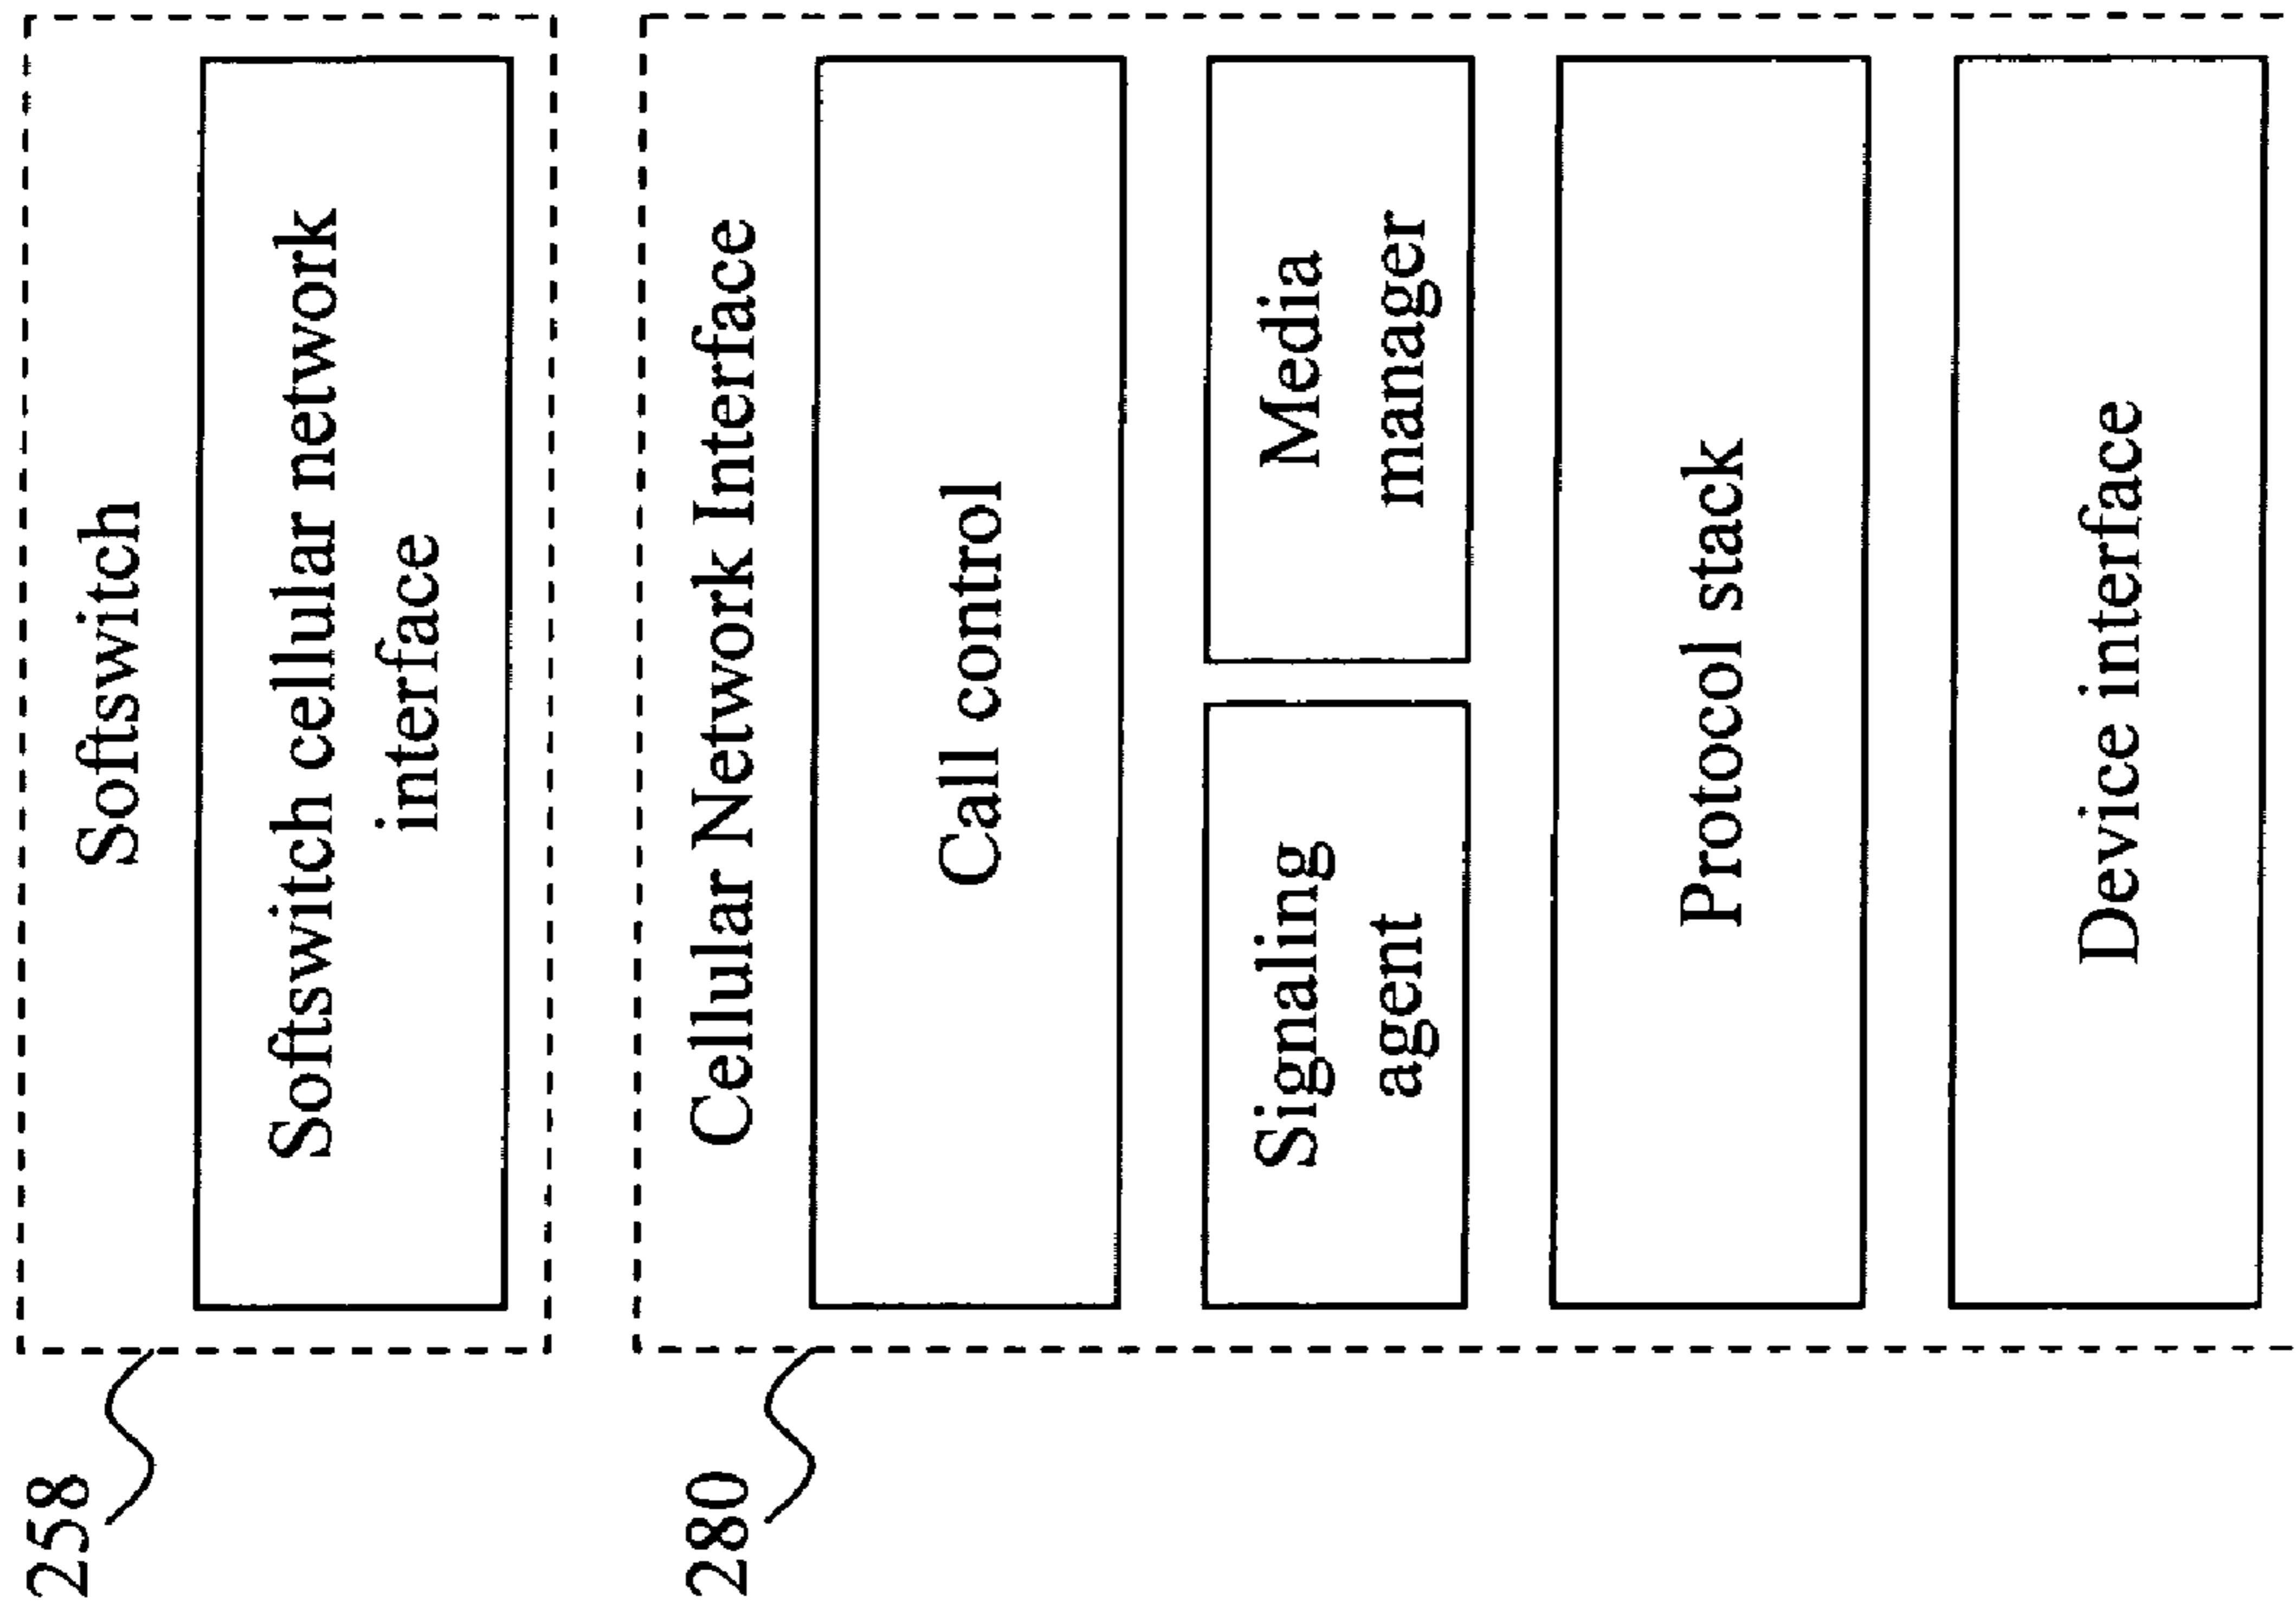 258
Softswitch
Softswitch cellular network
interface
280
Cellular Network Interface
Call control
Signaling
agent
Media
manager
Protocol stack
Device interface